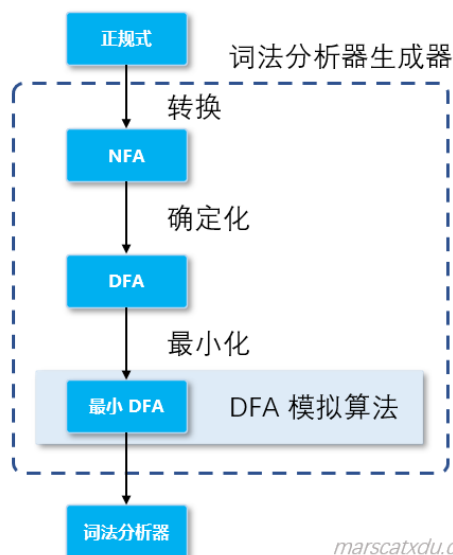 正规式
词法分析器生成器
转换
NFA
确定化
DFA
最小化
最小 DFA
DFA 模拟算法
词法分析器
marscatxdu.c